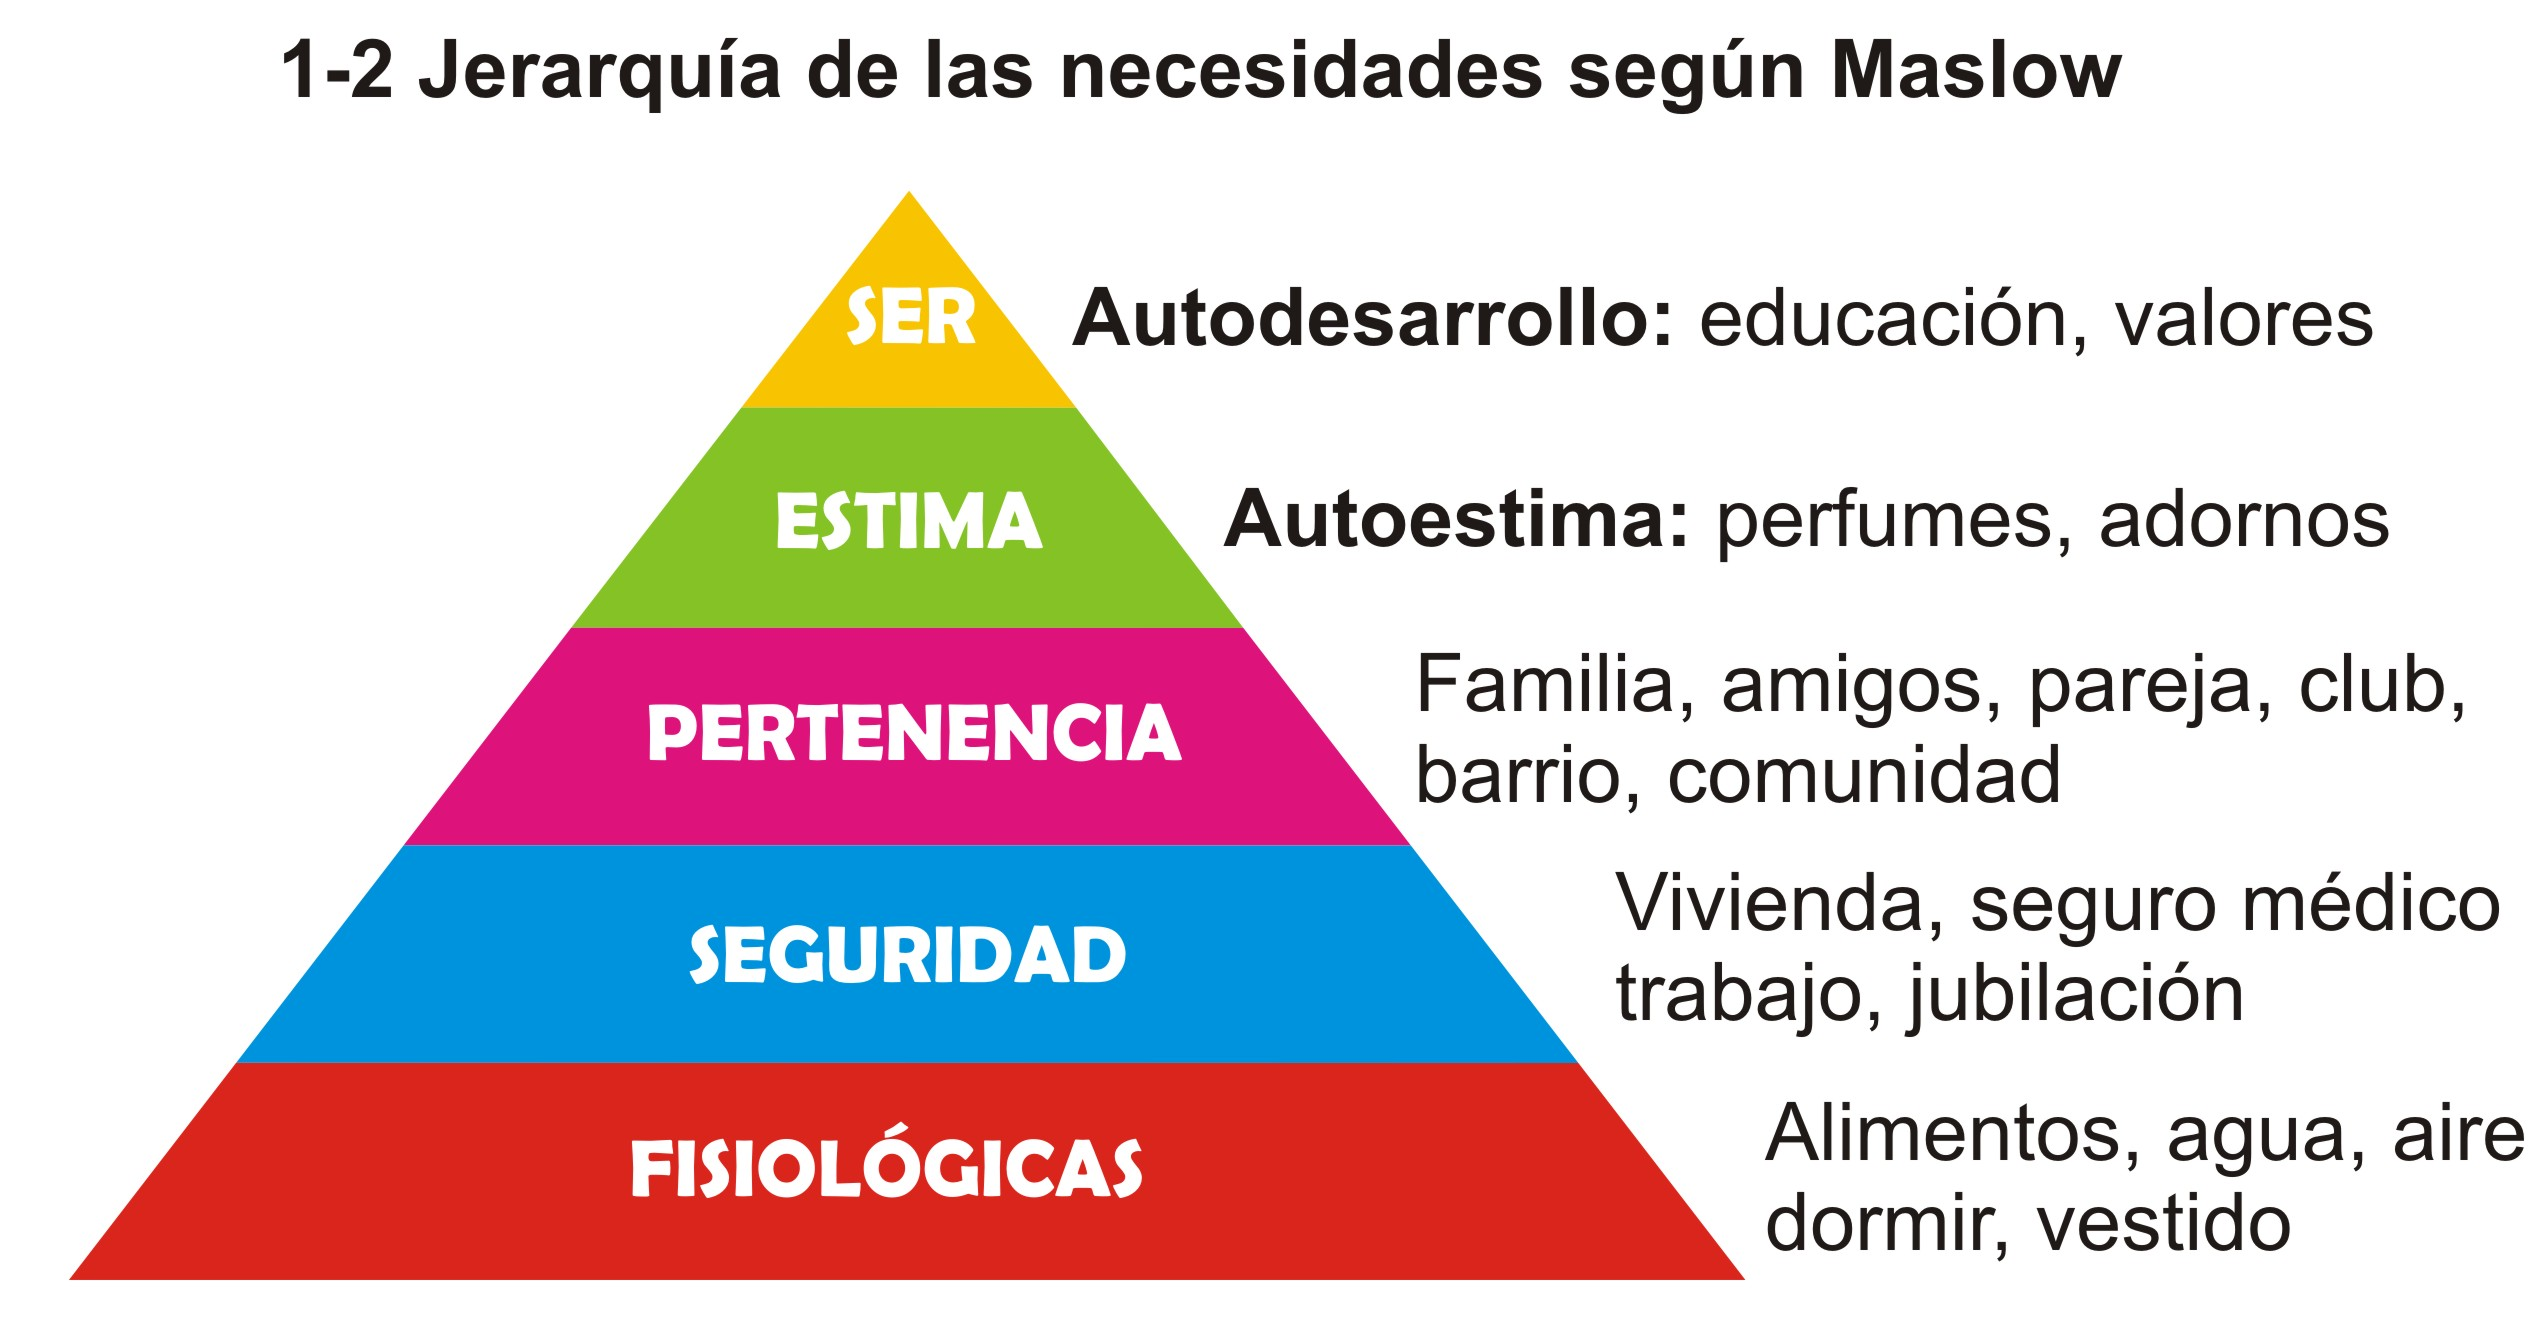 1-2 Jerarquía de las necesidades según Maslow
SER
Autodesarrollo: educación, valores
ESTIMA
Autoestima: perfumes, adornos
PERTENENCIA
Familia, amigos, pareja, club,
barrio, comunidad
SEGURIDAD
Vivienda, seguro médico
trabajo, jubilación
FISIOLÓGICAS
Alimentos, agua, aire
dormir, vestido